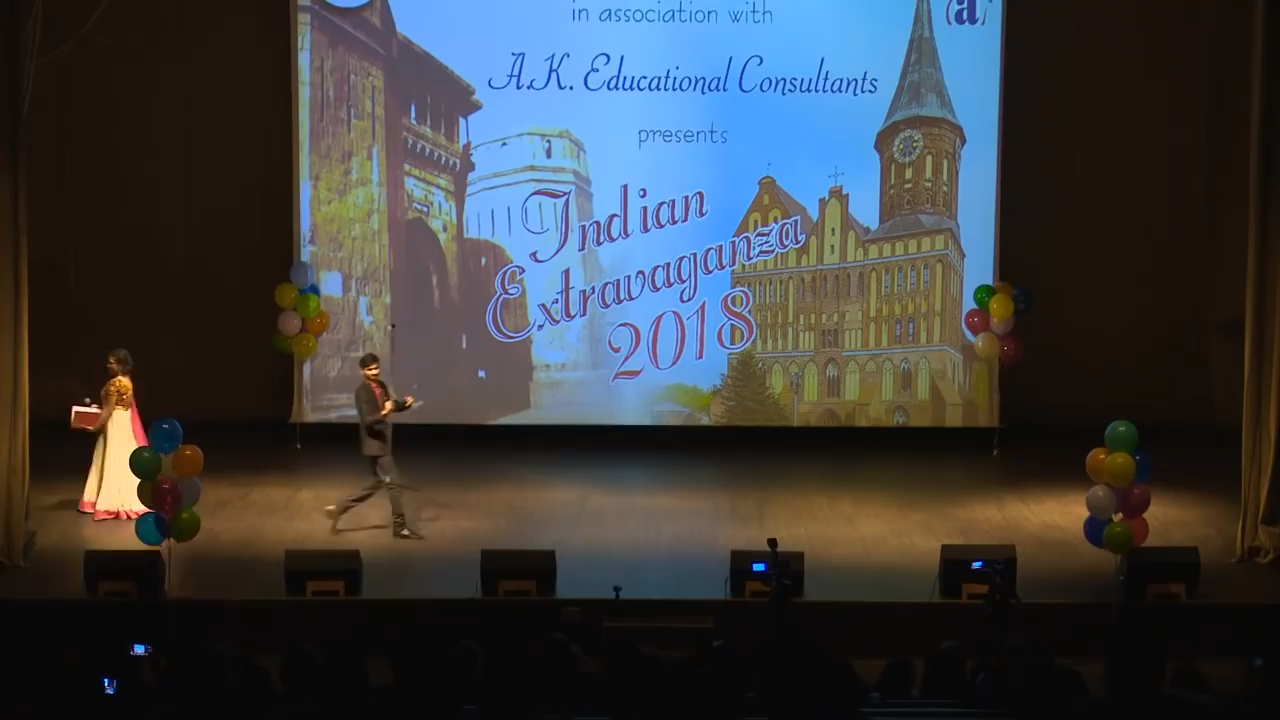 in association with
(a)
A.K. Educational Consultants
presents
Indian
Extravaganza
2018